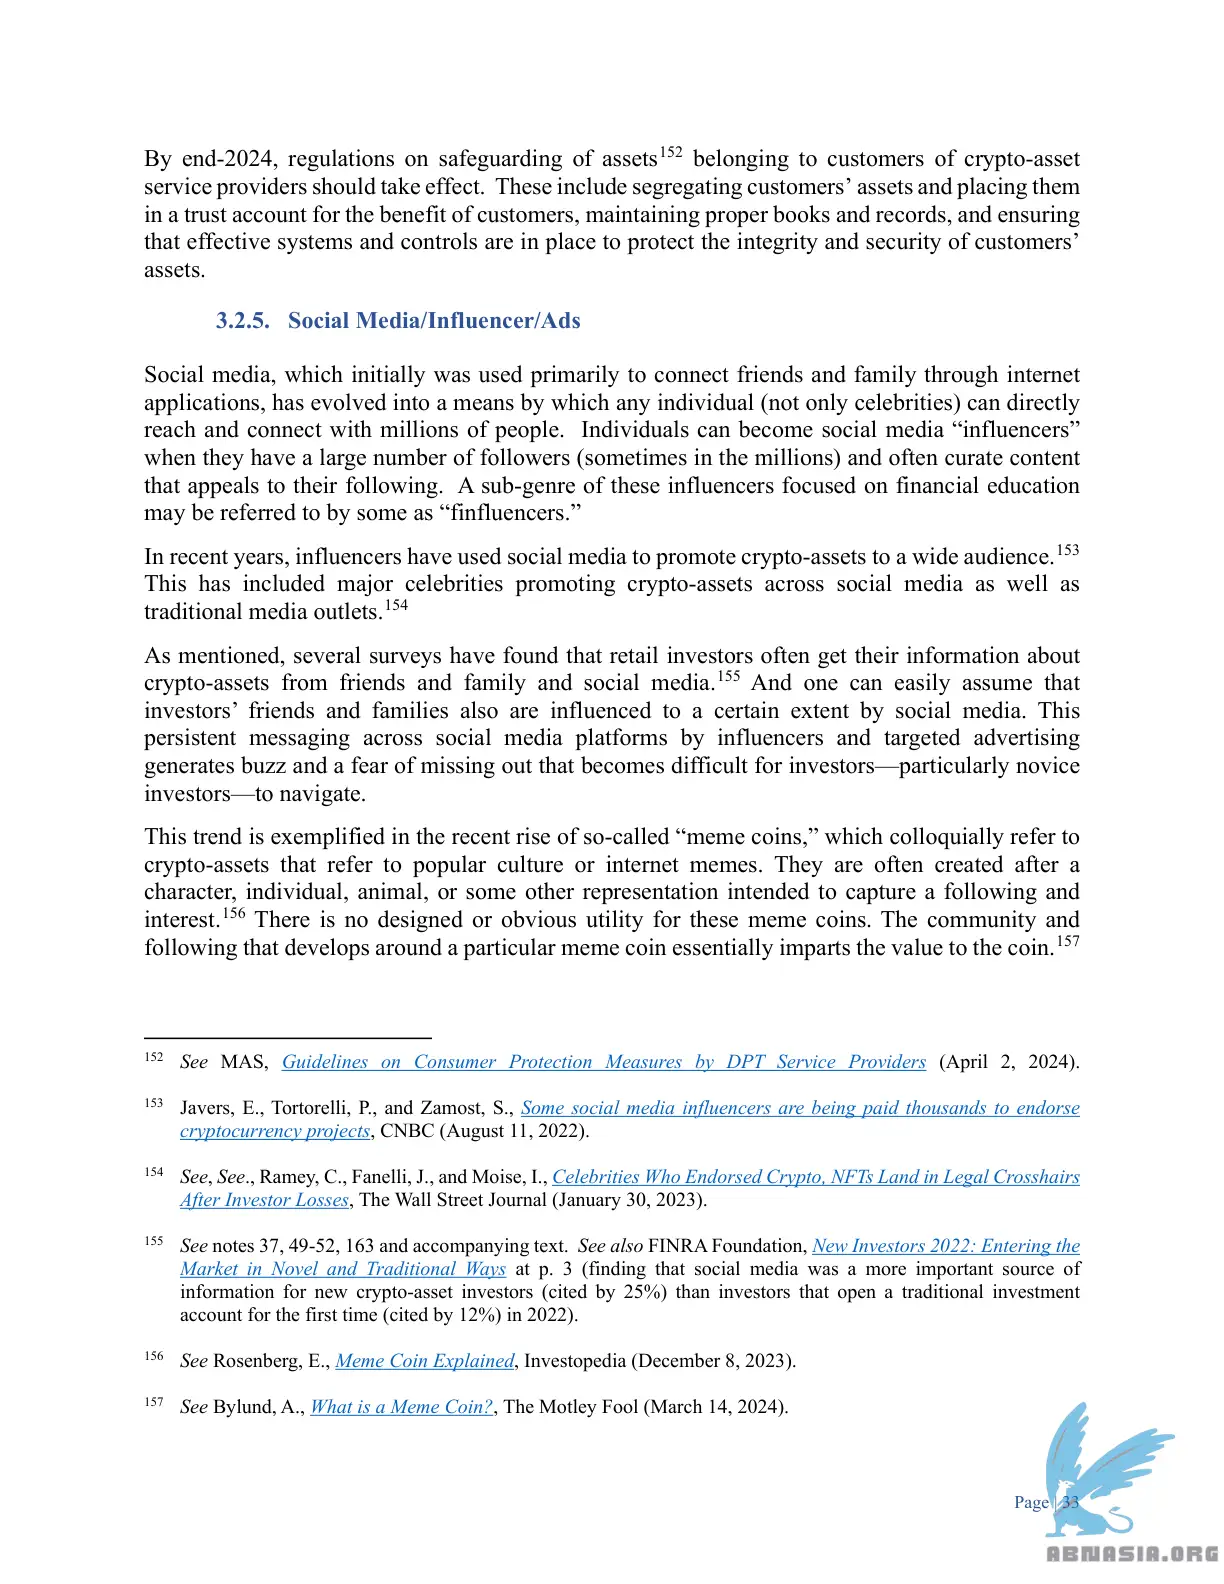 By end-2024, regulations on safeguarding of assets152 belonging to customers of crypto-asset
service providers should take effect.  These include segregating customers’ assets and placing them
in a trust account for the benefit of customers, maintaining proper books and records, and ensuring
that effective systems and controls are in place to protect the integrity and security of customers’
assets.
3.2.5.   Social Media/Influencer/Ads
Social media, which initially was used primarily to connect friends and family through internet
applications, has evolved into a means by which any individual (not only celebrities) can directly
reach and connect with millions of people.  Individuals can become social media “influencers”
when they have a large number of followers (sometimes in the millions) and often curate content
that appeals to their following.  A sub-genre of these influencers focused on financial education
may be referred to by some as “finfluencers.”
In recent years, influencers have used social media to promote crypto-assets to a wide audience.153
This has included major celebrities promoting crypto-assets across social media as well as
traditional media outlets.154
As mentioned, several surveys have found that retail investors often get their information about
crypto-assets from friends and family and social media.155 And one can easily assume that
investors’ friends and families also are influenced to a certain extent by social media. This
persistent messaging across social media platforms by influencers and targeted advertising
generates buzz and a fear of missing out that becomes difficult for investors—particularly novice
investors—to navigate.
This trend is exemplified in the recent rise of so-called “meme coins,” which colloquially refer to
crypto-assets that refer to popular culture or internet memes. They are often created after a
character, individual, animal, or some other representation intended to capture a following and
interest.156 There is no designed or obvious utility for these meme coins. The community and
following that develops around a particular meme coin essentially imparts the value to the coin.157
152 See MAS, Guidelines on Consumer Protection Measures by DPT Service Providers (April 2, 2024).
153 Javers, E., Tortorelli, P., and Zamost, S., Some social media influencers are being paid thousands to endorse
cryptocurrency projects, CNBC (August 11, 2022).
154 See, See., Ramey, C., Fanelli, J., and Moise, I., Celebrities Who Endorsed Crypto, NFTs Land in Legal Crosshairs
After Investor Losses, The Wall Street Journal (January 30, 2023).
155 See notes 37, 49-52, 163 and accompanying text.  See also FINRA Foundation, New Investors 2022: Entering the
Market in Novel and Traditional Ways at p. 3 (finding that social media was a more important source of
information for new crypto-asset investors (cited by 25%) than investors that open a traditional investment
account for the first time (cited by 12%) in 2022).
156 See Rosenberg, E., Meme Coin Explained, Investopedia (December 8, 2023).
157 See Bylund, A., What is a Meme Coin?, The Motley Fool (March 14, 2024).
Page | 33
ABNASIA.ORG